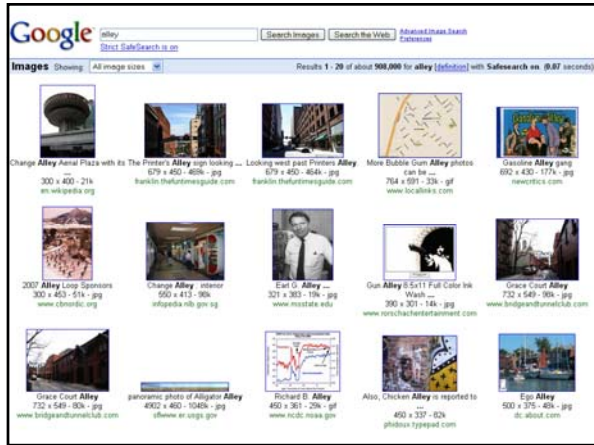 Google
alley
Search Images
Search the Web
Advanced Image Search
Preferences
Strict SafeSearch is on
Images Showing: All image sizes
Results 1 - 20 of about 908,000 for alley [definition] with Safesearch on. (0.07 seconds)
Change Alley Aerial Plaza with its
...
300 x 400 - 21k
en.wikipedia.org
The Printer's Alley sign looking ...
679 x 450 - 469k - jpg
franklin.thefuntimesguide.com
Looking west past Printers Alley.
679 x 450 - 464k - jpg
franklin.thefuntimesguide.com
More Bubble Gum Alley photos
can be ...
764 x 591 - 33k - gif
www.locallinks.com
Gasoline Alley gang
692 x 430 - 177k - jpg
newcritics.com
2007 Alley Loop Sponsors
300 x 453 - 51k - jpg
www.cbnordic.org
Change Alley : interior
550 x 413 - 96k
infopedia.nlb.gov.sg
Earl G. Alley ...
321 x 383 - 19k - jpg
www.msstate.edu
Gun Alley 8.5x11 Full Color Ink
Wash ...
390 x 301 - 14k - jpg
www.rorschachentertainment.com
Grace Court Alley
732 x 549 - 98k - jpg
www.bridgeandtunnelclub.com
Grace Court Alley
732 x 549 - 80k - jpg
www.bridgeandtunnelclub.com
panoramic photo of Alligator Alley
4902 x 460 - 1048k - jpg
sflwww.er.usgs.gov
Richard B. Alley
450 x 361 - 29k - gif
www.ncdc.noaa.gov
Also, Chicken Alley is reported to
...
450 x 337 - 82k
phidoux.typepad.com
Ego Alley
500 x 375 - 48k - jpg
dc.about.com